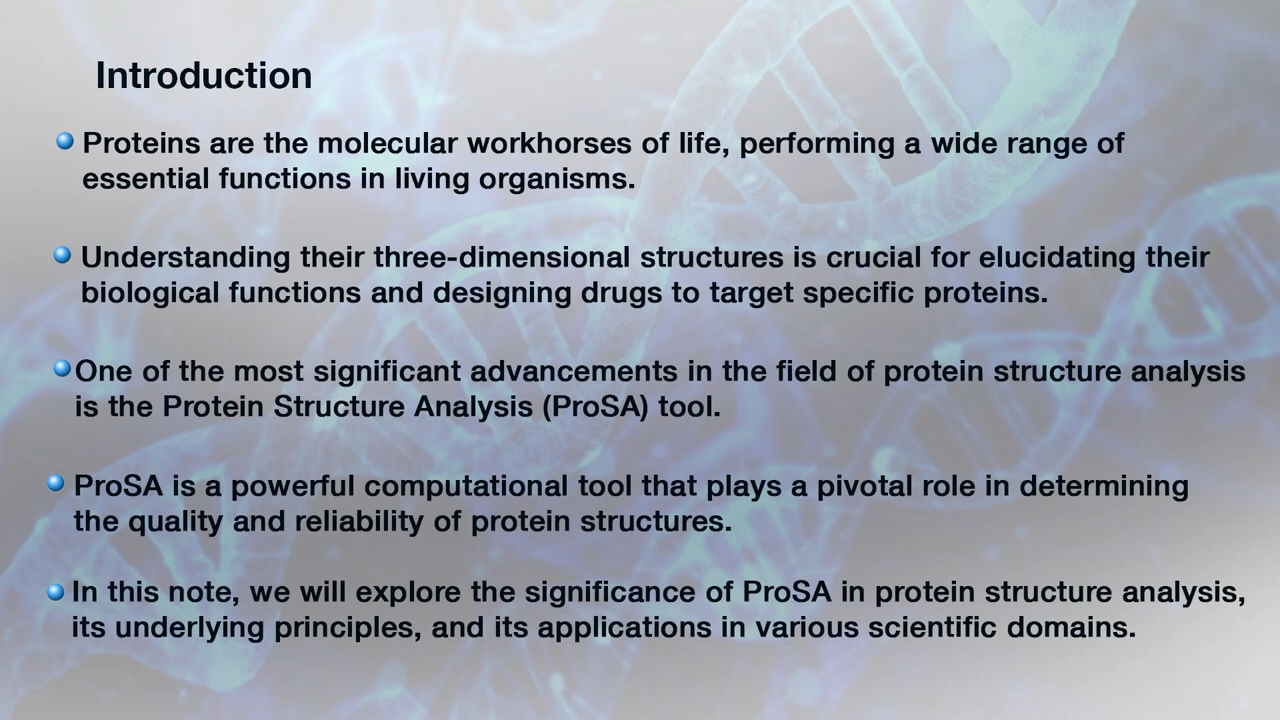 Introduction
Proteins are the molecular workhorses of life, performing a wide range of
essential functions in living organisms.
Understanding their three-dimensional structures is crucial for elucidating their
biological functions and designing drugs to target specific proteins.
One of the most significant advancements in the field of protein structure analysis
is the Protein Structure Analysis (ProSA) tool.
ProSA is a powerful computational tool that plays a pivotal role in determining
the quality and reliability of protein structures.
In this note, we will explore the significance of ProSA in protein structure analysis,
its underlying principles, and its applications in various scientific domains.